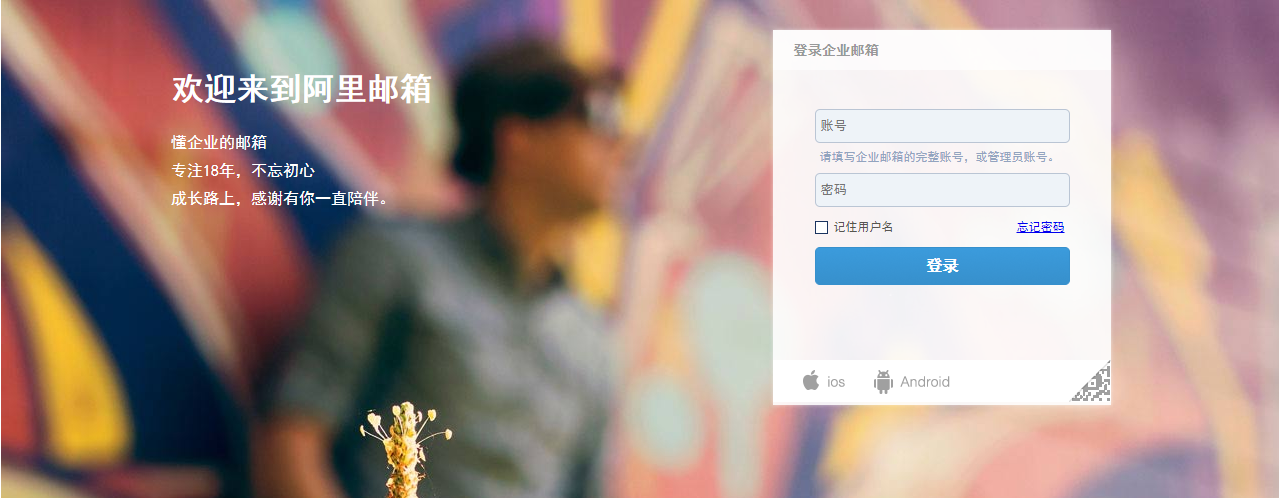 欢迎来到阿里邮箱
懂企业的邮箱
专注18年，不忘初心
成长路上，感谢有你一直陪伴。
登录企业邮箱
账号
请填写企业邮箱的完整账号，或管理员账号。
密码
记住用户名 忘记密码
登录
ios Android